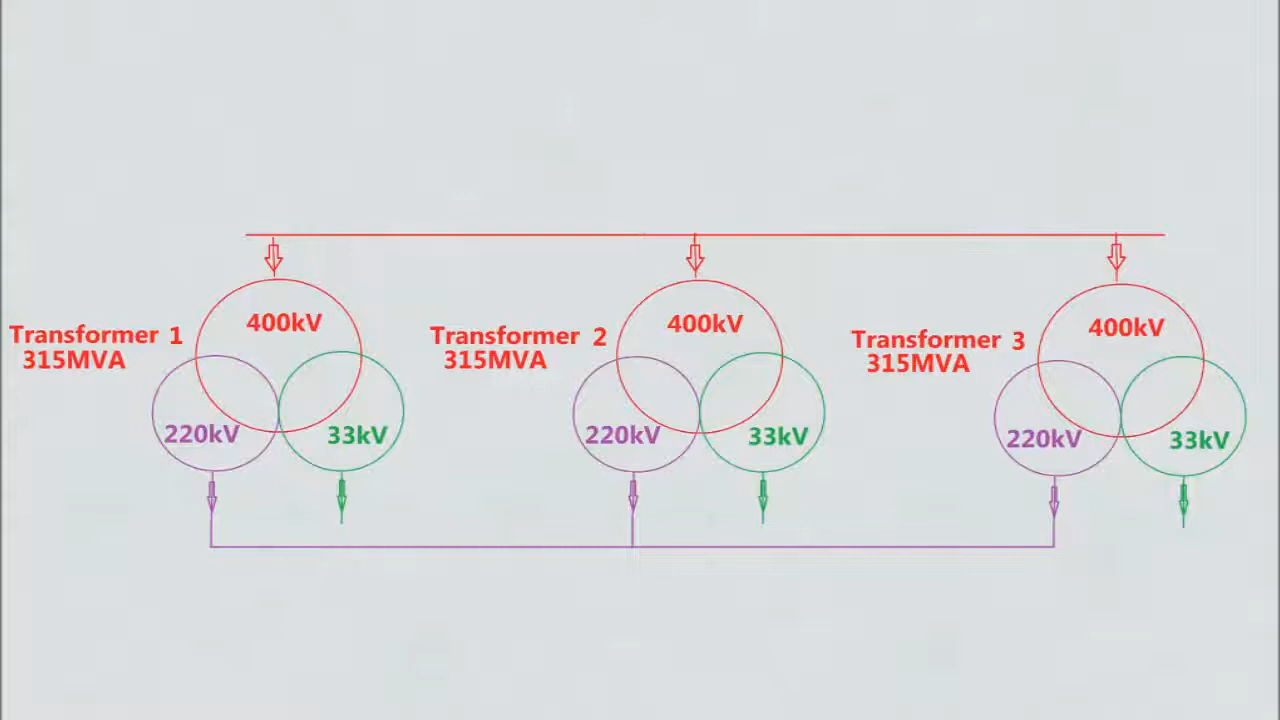 Transformer 1
315MVA
400kV
220kV
33kV
Transformer 2
315MVA
400kV
220kV
33kV
Transformer 3
315MVA
400kV
220kV
33kV